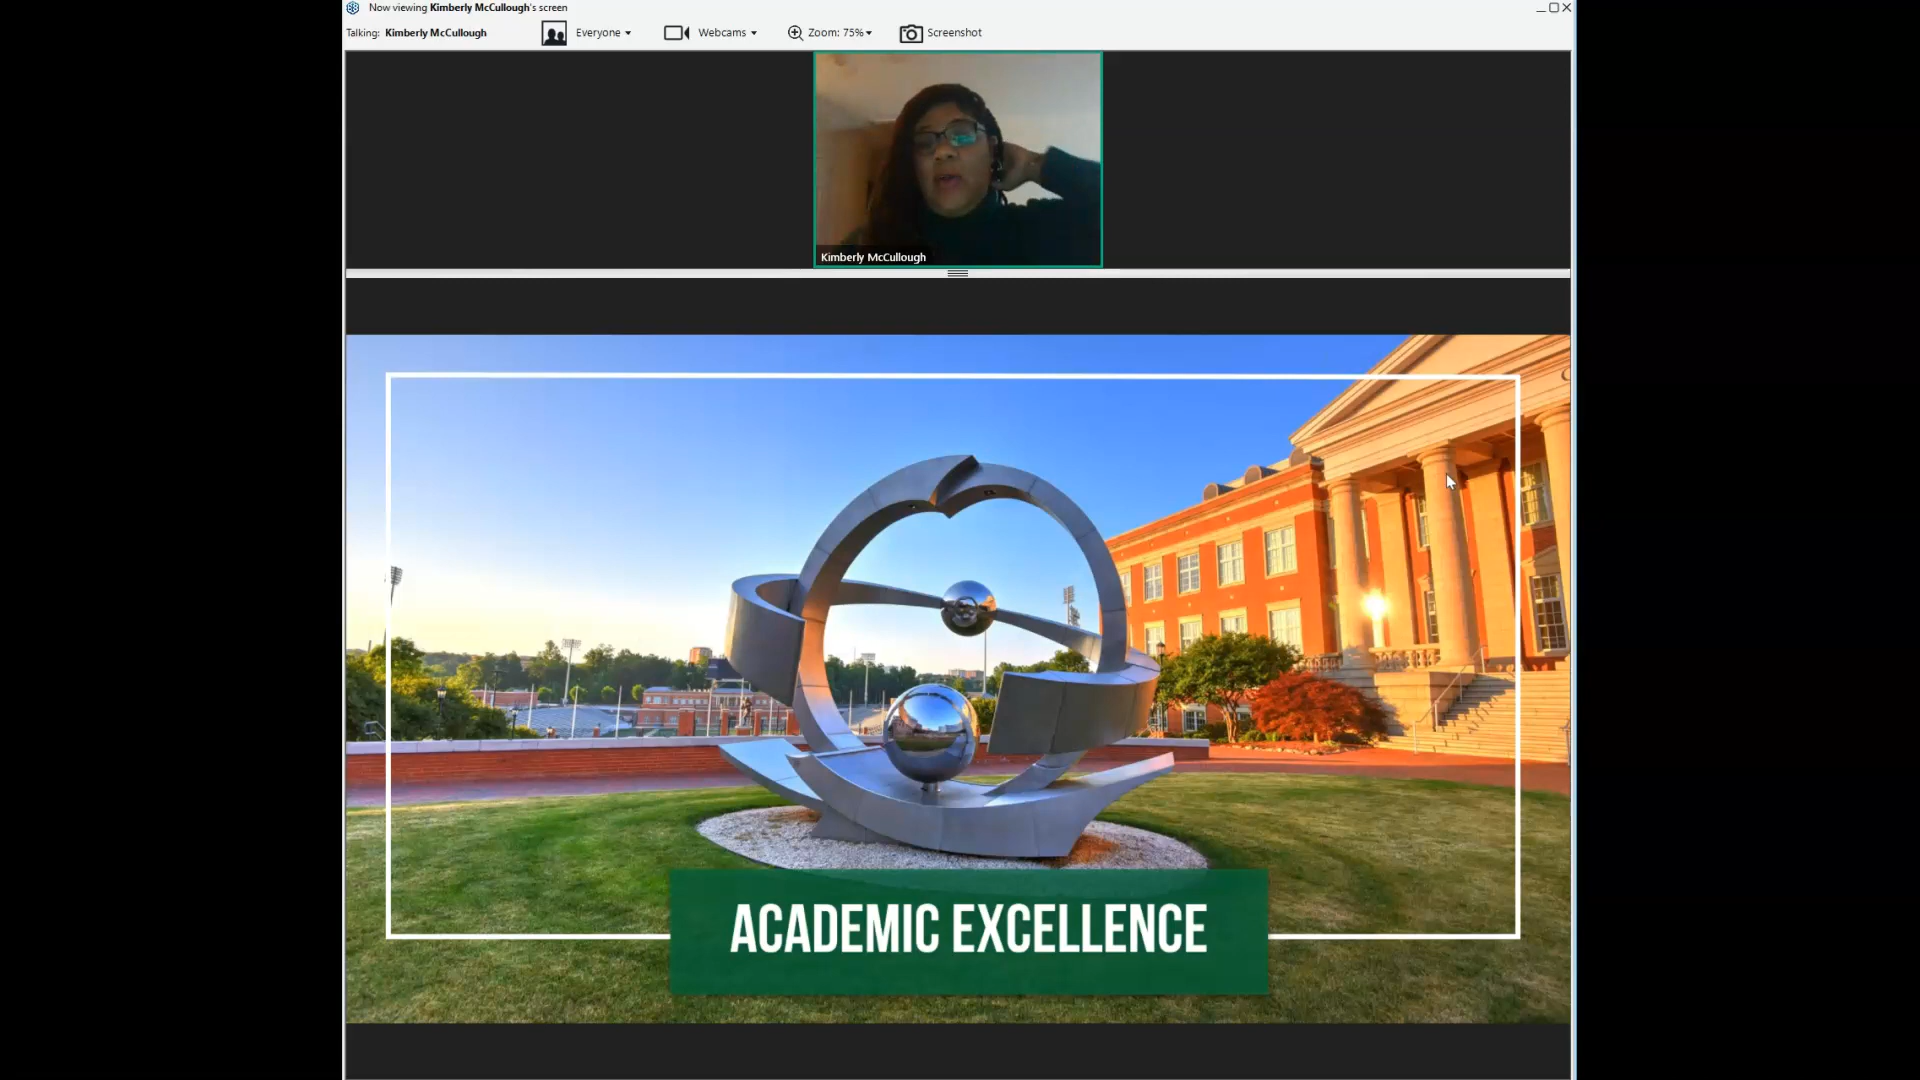 Now viewing Kimberly McCullough's screen
Talking: Kimberly McCullough Everyone Webcams Zoom: 75% Screenshot
Kimberly McCullough
ACADEMIC EXCELLENCE